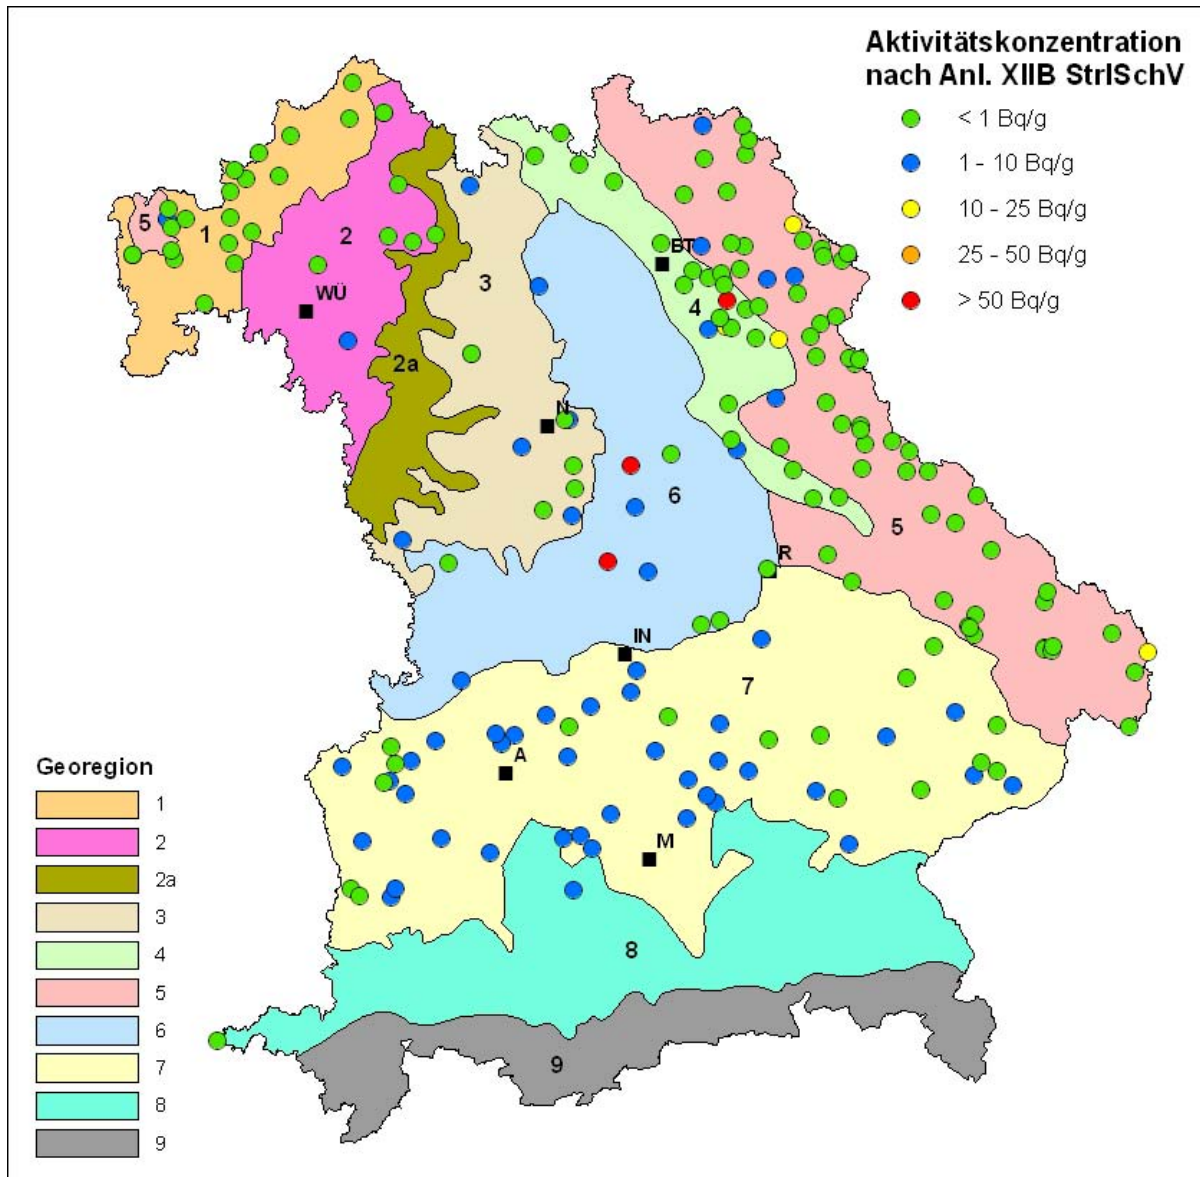 Aktivitätskonzentration
nach Anl. XIIB StrlSchV
< 1 Bq/g
1 - 10 Bq/g
10 - 25 Bq/g
25 - 50 Bq/g
> 50 Bq/g
5
1
2
WÜ
2a
3
BT
4
N
6
5
R
IN
7
A
M
8
9
Georegion
1
2
2a
3
4
5
6
7
8
9